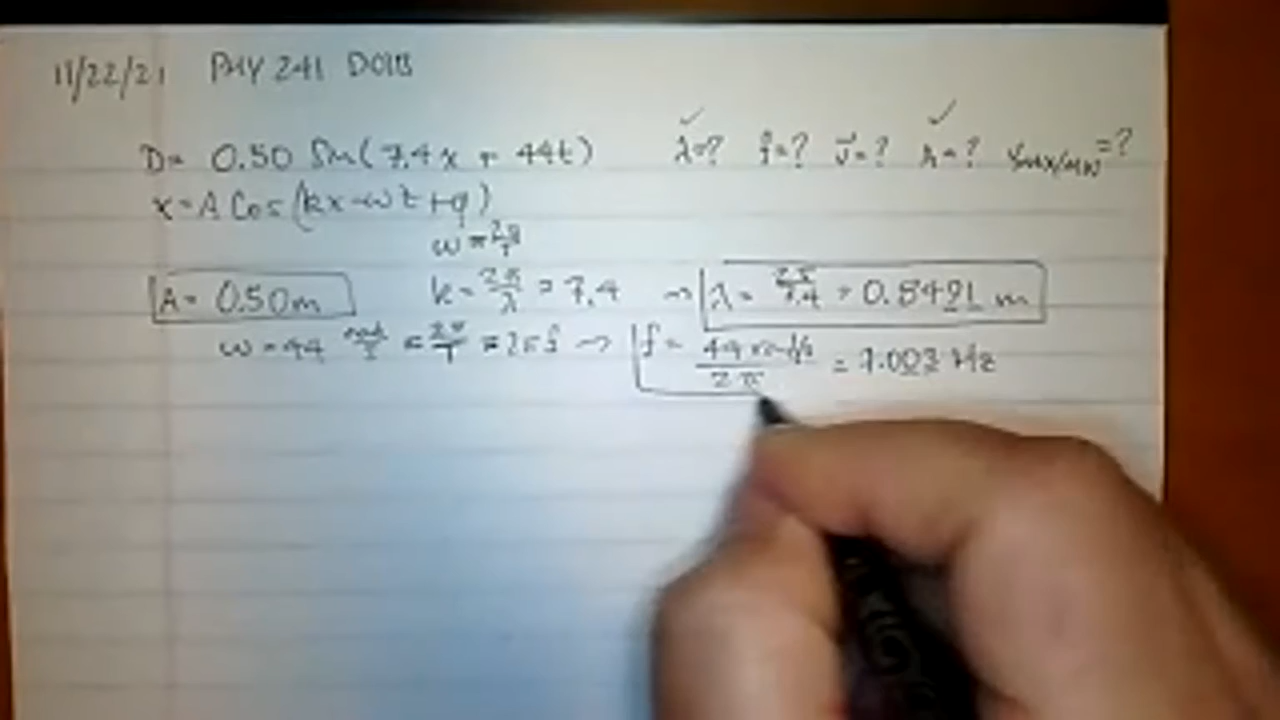 11/22/21 PHY 241 DC11B
D= 0.50 Sin(7.4x + 44t) λ=? f=? v⃗=? A=? Vmax/min=?
x=A Cos(kx-ωt+φ)
ω=2π/T
A= 0.50m k=2π/λ=7.4 → λ=2π/7.4=0.8491 m
ω=44 rad/s=2π/T=2πf → f=44 rad/s/2π=7.003 Hz